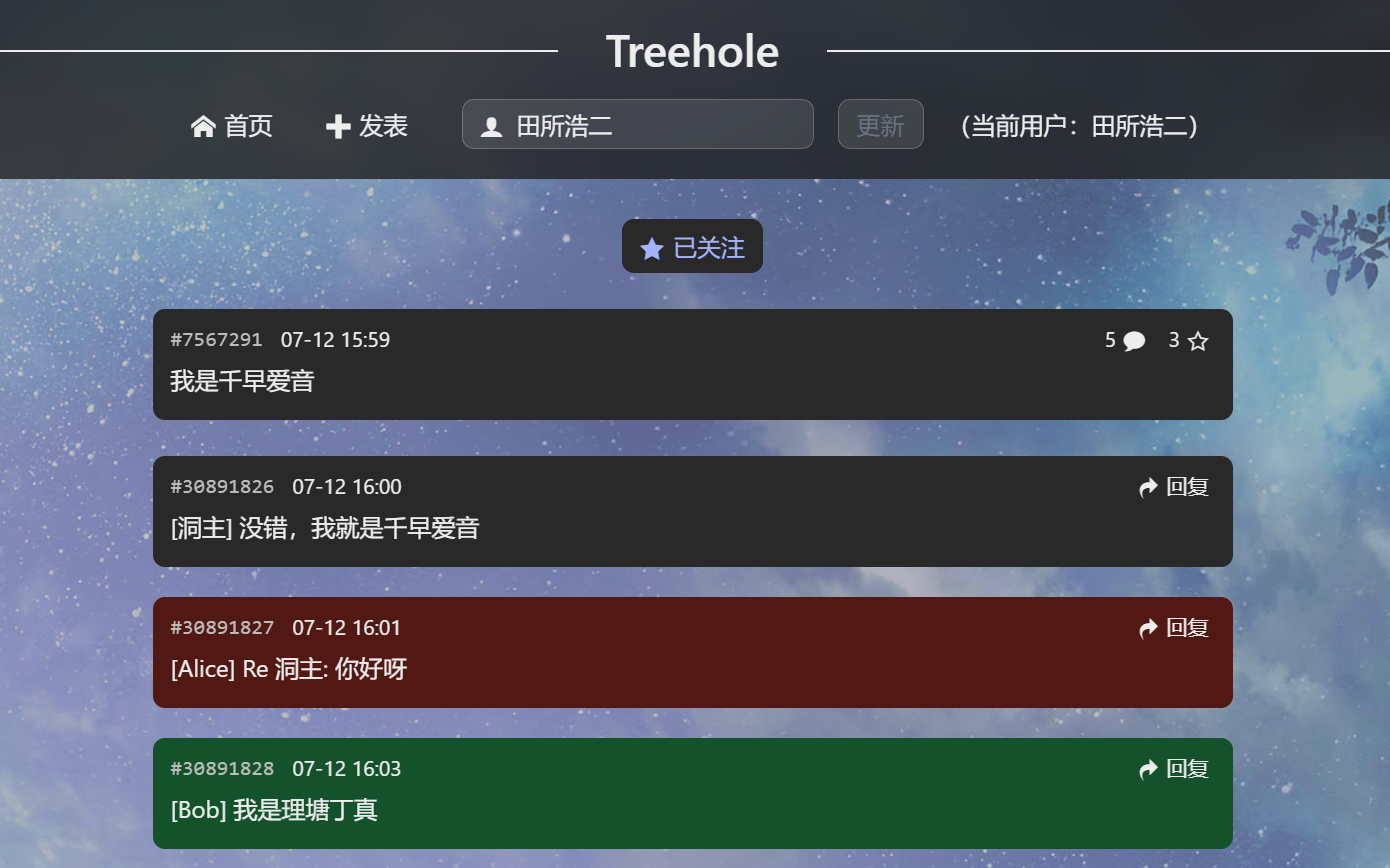 Treehole
首页 发表 田所浩二 更新 （当前用户：田所浩二）
已关注
#7567291 07-12 15:59 5 3
我是千早爱音
#30891826 07-12 16:00 回复
[洞主] 没错，我就是千早爱音
#30891827 07-12 16:01 回复
[Alice] Re 洞主: 你好呀
#30891828 07-12 16:03 回复
[Bob] 我是理塘丁真